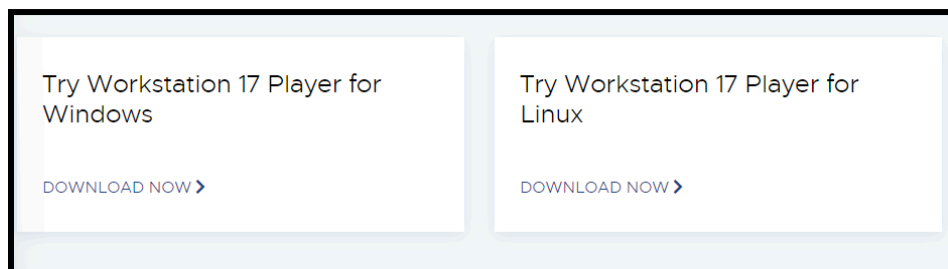 Try Workstation 17 Player for
Windows
DOWNLOAD NOW
Try Workstation 17 Player for
Linux
DOWNLOAD NOW